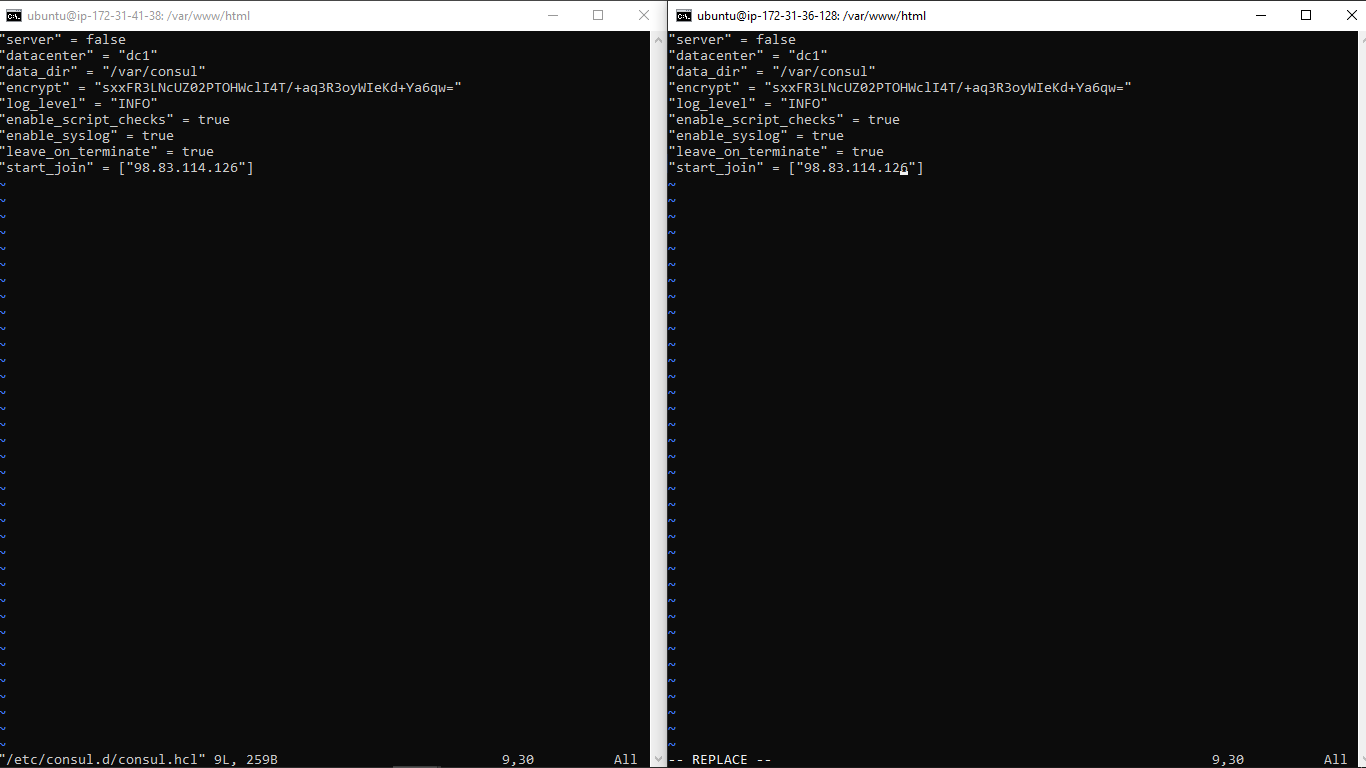 ubuntu@ip-172-31-41-38: /var/www/html
"server" = false
"datacenter" = "dc1"
"data_dir" = "/var/consul"
"encrypt" = "sxxFR3LNcUZ02PTOHWclI4T/+aq3R3oyWIeKd+Ya6qw="
"log_level" = "INFO"
"enable_script_checks" = true
"enable_syslog" = true
"leave_on_terminate" = true
"start_join" = ["98.83.114.126"]
"/etc/consul.d/consul.hcl" 9L, 259B 9,30 All
ubuntu@ip-172-31-36-128: /var/www/html
"server" = false
"datacenter" = "dc1"
"data_dir" = "/var/consul"
"encrypt" = "sxxFR3LNcUZ02PTOHWclI4T/+aq3R3oyWIeKd+Ya6qw="
"log_level" = "INFO"
"enable_script_checks" = true
"enable_syslog" = true
"leave_on_terminate" = true
"start_join" = ["98.83.114.126"]
-- REPLACE -- 9,30 All